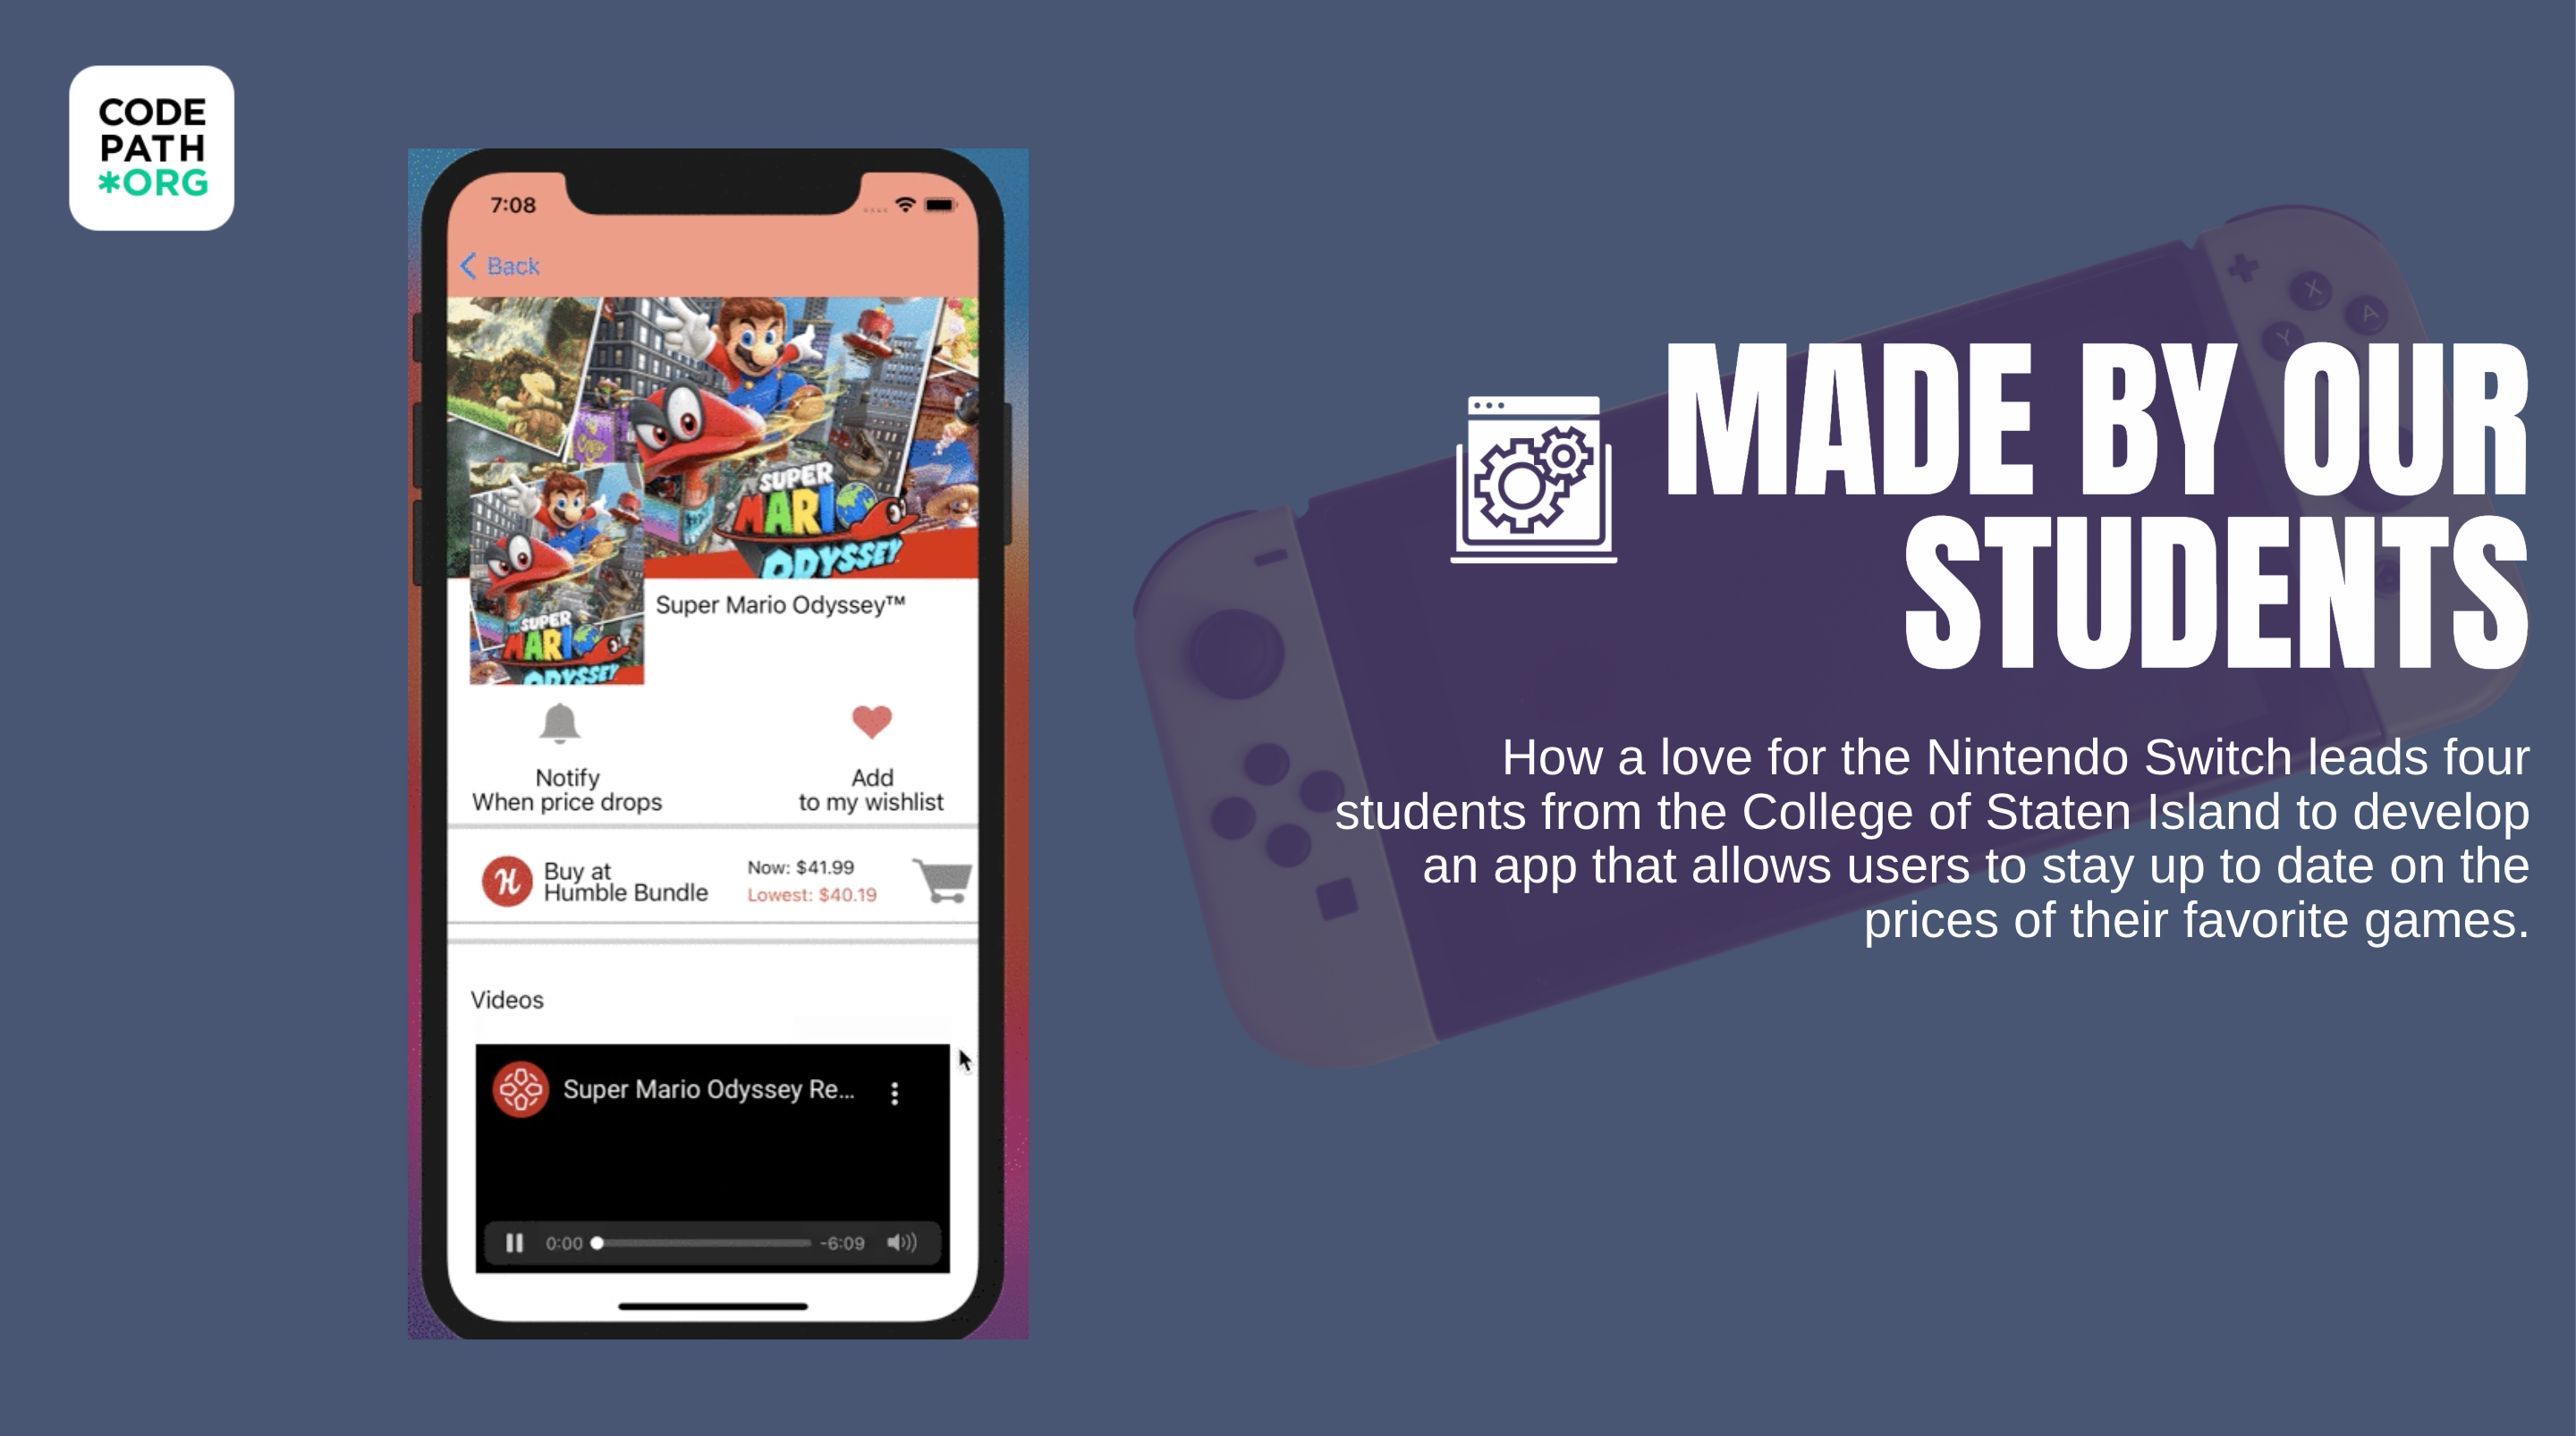 CODE
PATH
*ORG
7:08
Back
SUPER
MARIO
ODYSSEY
SUPER
MARIO
ODYSSEY
Super Mario Odyssey™
Notify
When price drops
Add
to my wishlist
Buy at
Humble Bundle
Now: $41.99
Lowest: $40.19
Videos
Super Mario Odyssey Re...
0:00
-6:09
MADE BY OUR
STUDENTS
How a love for the Nintendo Switch leads four
students from the College of Staten Island to develop
an app that allows users to stay up to date on the
prices of their favorite games.
X
A
Y